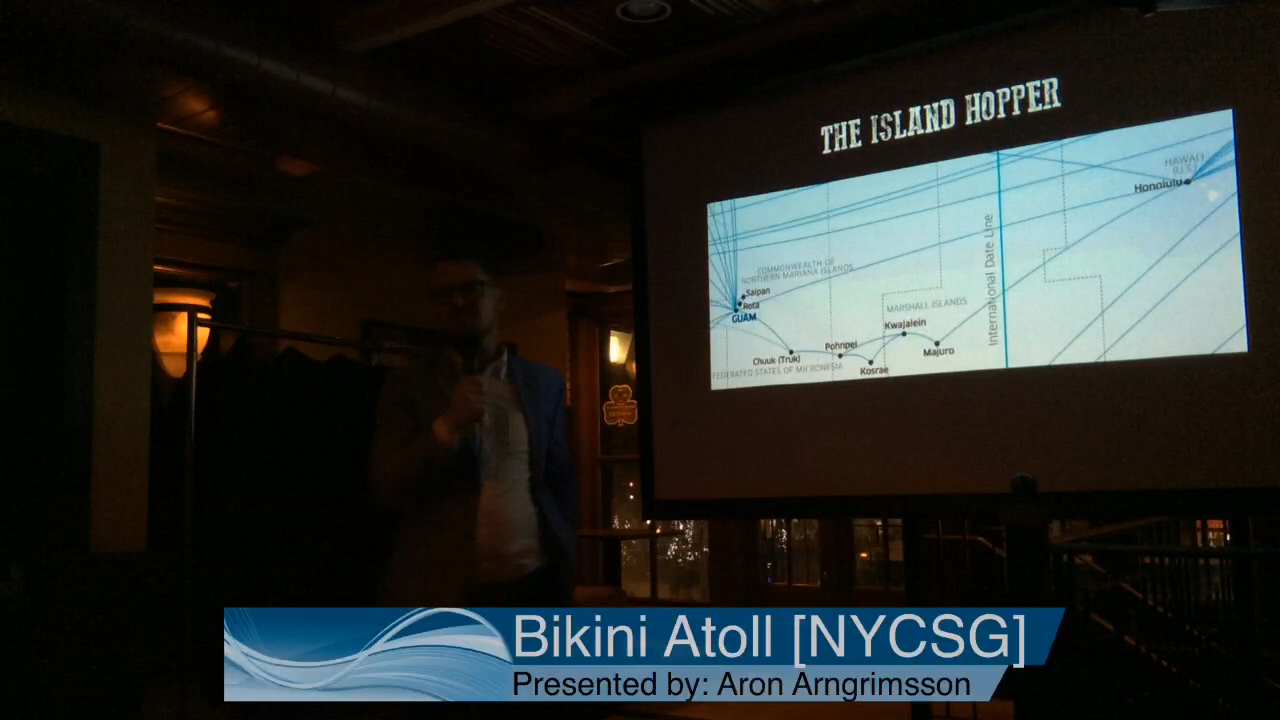 THE ISLAND HOPPER
HAWAI'I
Honolulu
International Date Line
COMMONWEALTH OF
NORTHERN MARIANA ISLANDS
Saipan
Rota
GUAM
MARSHALL ISLANDS
Kwajalein
Majuro
Pohnpei
Chuuk (Truk)
Kosrae
FEDERATED STATES OF MICRONESIA
Bikini Atoll [NYCSG]
Presented by: Aron Arngrimsson